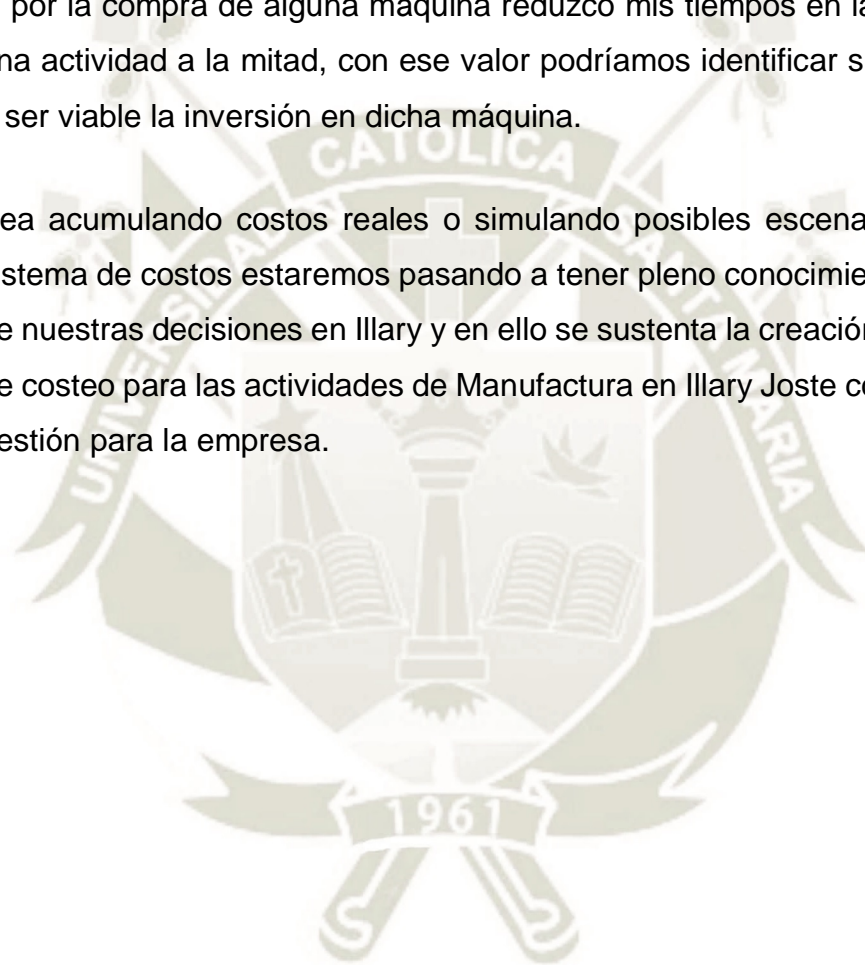 por la compra de alguna máquina reduzco mis tiempos en la
na actividad a la mitad, con ese valor podríamos identificar s
ser viable la inversión en dicha máquina.
ea acumulando costos reales o simulando posibles escena
stema de costos estaremos pasando a tener pleno conocimie
e nuestras decisiones en Illary y en ello se sustenta la creación
e costeo para las actividades de Manufactura en Illary Joste co
estión para la empresa.
UNIVERSIDAD CATOLICA SANTA MARIA
1961